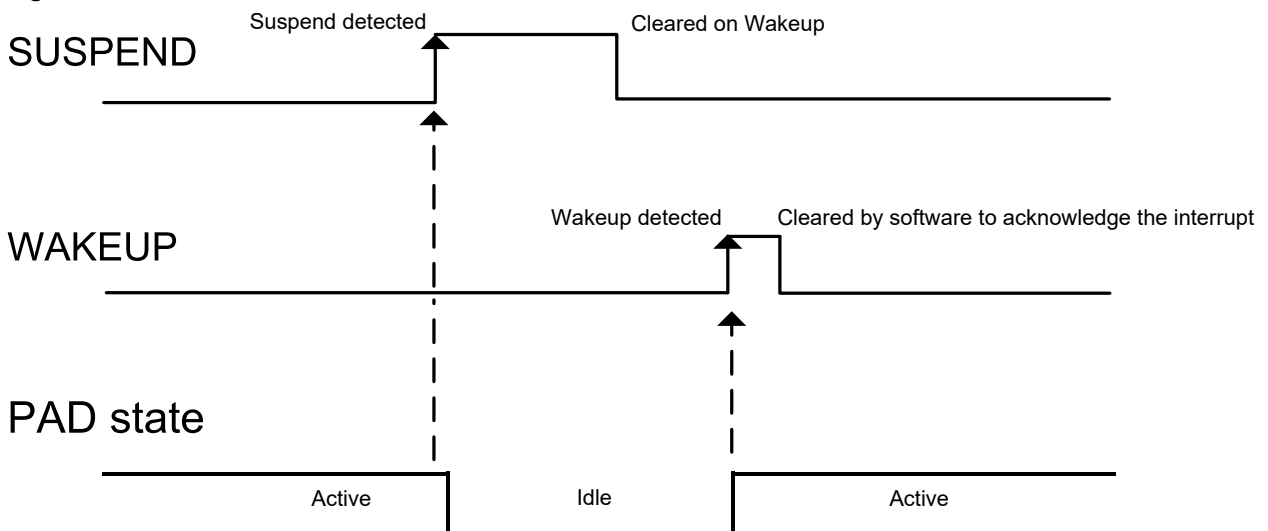 Suspend detected
Cleared on Wakeup
SUSPEND
Wakeup detected
Cleared by software to acknowledge the interrupt
WAKEUP
PAD state
Active
Idle
Active